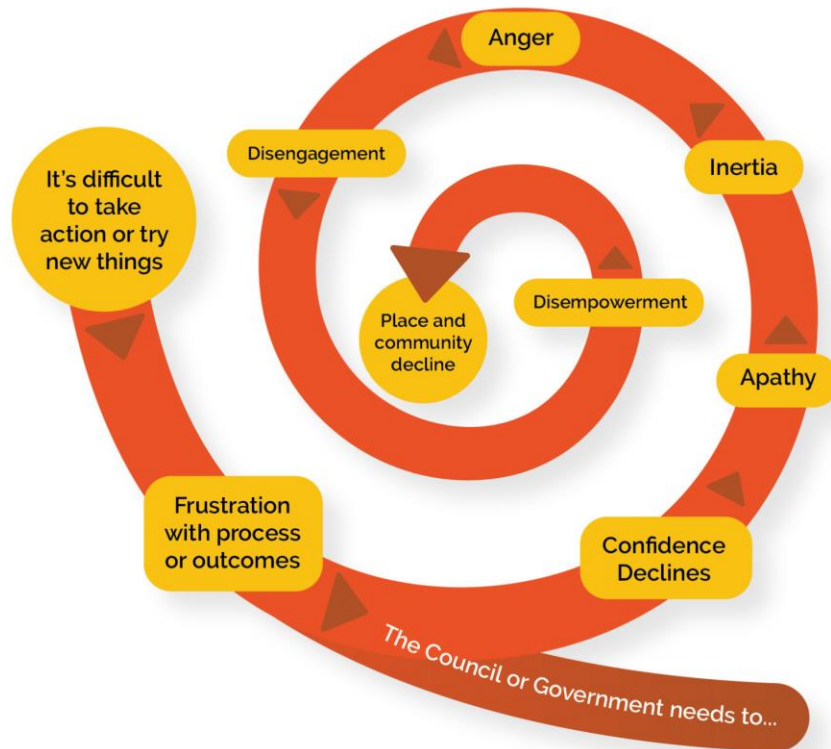 It's difficult
to take
action or try
new things
Frustration
with process
or outcomes
The Council or Government needs to...
Confidence
Declines
Apathy
Inertia
Anger
Disengagement
Disempowerment
Place and
community
decline